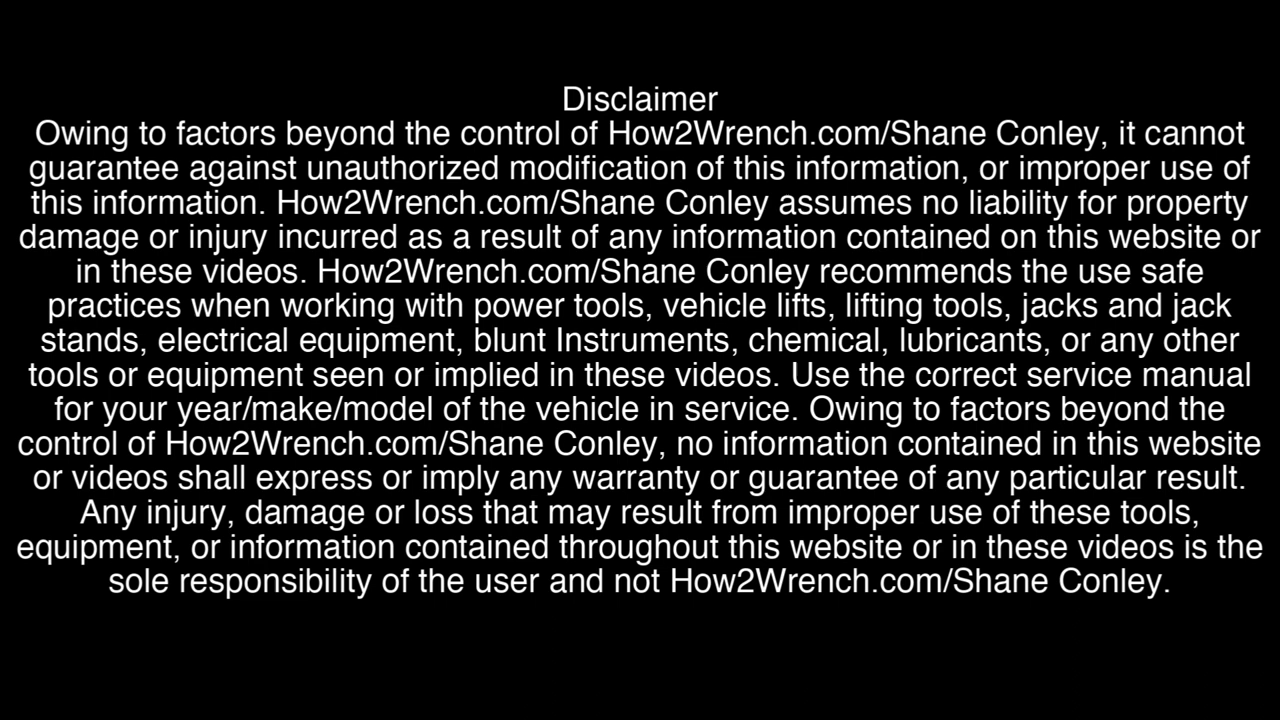 Disclaimer
Owing to factors beyond the control of How2Wrench.com/Shane Conley, it cannot
guarantee against unauthorized modification of this information, or improper use of
this information. How2Wrench.com/Shane Conley assumes no liability for property
damage or injury incurred as a result of any information contained on this website or
in these videos. How2Wrench.com/Shane Conley recommends the use safe
practices when working with power tools, vehicle lifts, lifting tools, jacks and jack
stands, electrical equipment, blunt Instruments, chemical, lubricants, or any other
tools or equipment seen or implied in these videos. Use the correct service manual
for your year/make/model of the vehicle in service. Owing to factors beyond the
control of How2Wrench.com/Shane Conley, no information contained in this website
or videos shall express or imply any warranty or guarantee of any particular result.
Any injury, damage or loss that may result from improper use of these tools,
equipment, or information contained throughout this website or in these videos is the
sole responsibility of the user and not How2Wrench.com/Shane Conley.